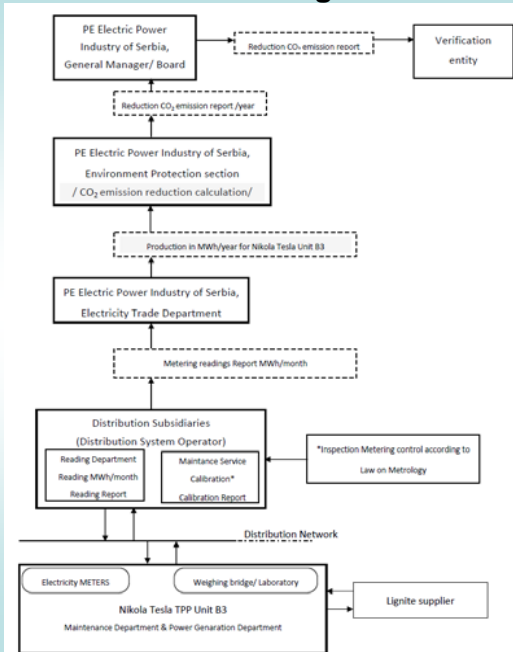 PE Electric Power
Industry of Serbia,
General Manager/ Board
Reduction CO₂ emission report
Verification
entity
Reduction CO₂ emission report /year
PE Electric Power Industry of Serbia,
Environment Protection section
/ CO₂ emission reduction calculation/
Production in MWh/year for Nikola Tesla Unit B3
PE Electric Power Industry of Serbia,
Electricity Trade Department
Metering readings Report MWh/month
Distribution Subsidiaries
(Distribution System Operator)
Reading Department
Reading MWh/month
Reading Report
Maintance Service
Calibration*
Calibration Report
*Inspection Metering control according to
Law on Metrology
Distribution Network
Electricity METERS
Weighing bridge/ Laboratory
Nikola Tesla TPP Unit B3
Maintenance Department & Power Genaration Department
Lignite supplier